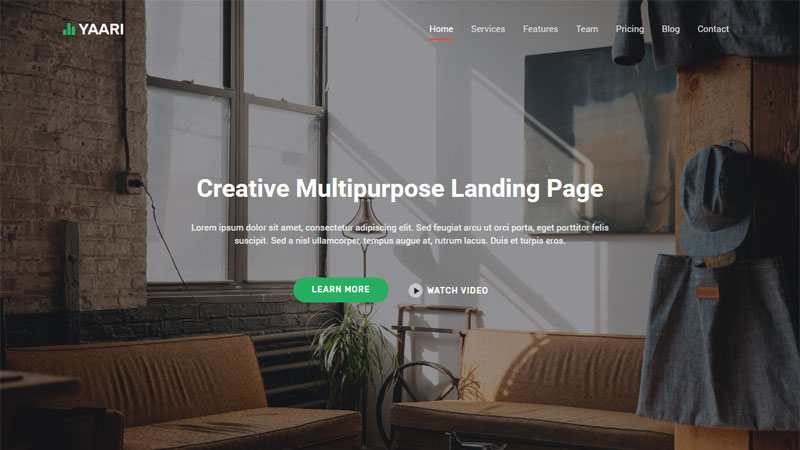 YAARI
Home Services Features Team Pricing Blog Contact
Creative Multipurpose Landing Page
Lorem ipsum dolor sit amet, consectetur adipiscing elit. Sed feugiat arcu ut orci porta, eget porttitor felis
suscipit. Sed a nisl ullamcorper, tempus augue at, rutrum lacus. Duis et turpis eros.
LEARN MORE
WATCH VIDEO